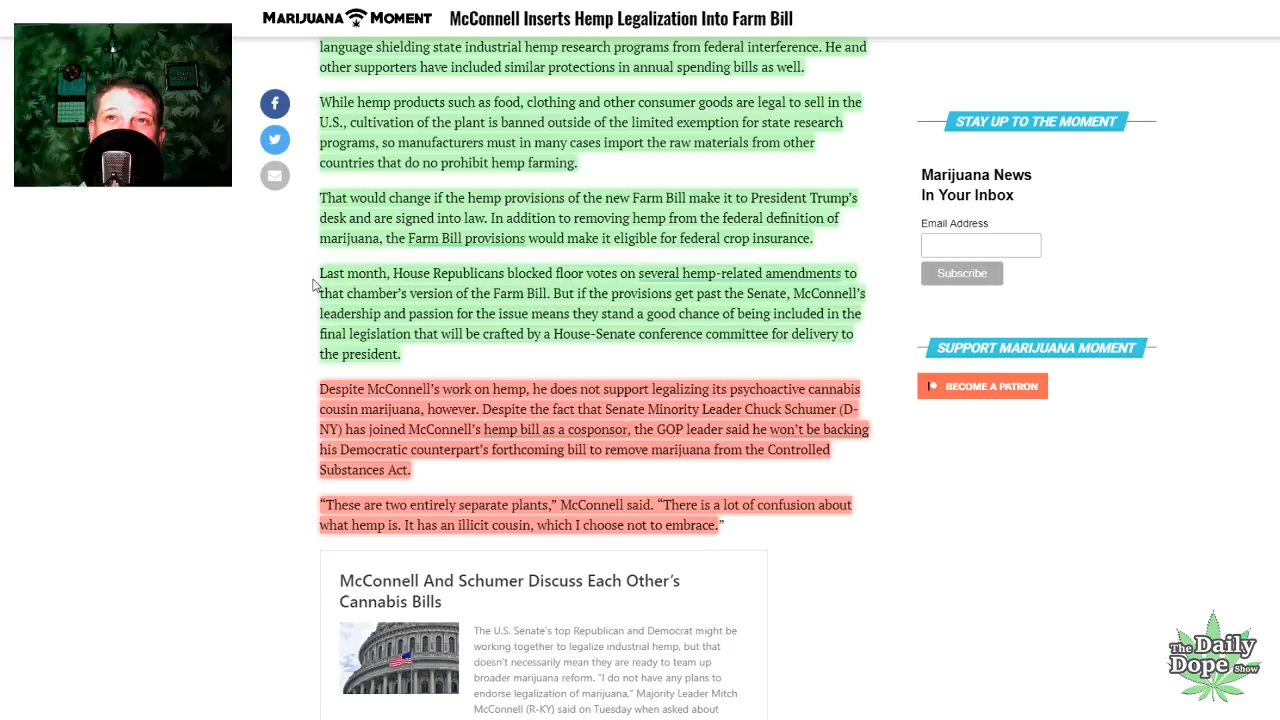 MARIJUANA MOMENT McConnell Inserts Hemp Legalization Into Farm Bill
language shielding state industrial hemp research programs from federal interference. He and
other supporters have included similar protections in annual spending bills as well.
While hemp products such as food, clothing and other consumer goods are legal to sell in the
U.S., cultivation of the plant is banned outside of the limited exemption for state research
programs, so manufacturers must in many cases import the raw materials from other
countries that do no prohibit hemp farming.
That would change if the hemp provisions of the new Farm Bill make it to President Trump’s
desk and are signed into law. In addition to removing hemp from the federal definition of
marijuana, the Farm Bill provisions would make it eligible for federal crop insurance.
Last month, House Republicans blocked floor votes on several hemp-related amendments to
that chamber’s version of the Farm Bill. But if the provisions get past the Senate, McConnell’s
leadership and passion for the issue means they stand a good chance of being included in the
final legislation that will be crafted by a House-Senate conference committee for delivery to
the president.
Despite McConnell’s work on hemp, he does not support legalizing its psychoactive cannabis
cousin marijuana, however. Despite the fact that Senate Minority Leader Chuck Schumer (D-
NY) has joined McConnell’s hemp bill as a cosponsor, the GOP leader said he won’t be backing
his Democratic counterpart’s forthcoming bill to remove marijuana from the Controlled
Substances Act.
“These are two entirely separate plants,” McConnell said. “There is a lot of confusion about
what hemp is. It has an illicit cousin, which I choose not to embrace.”
McConnell And Schumer Discuss Each Other’s
Cannabis Bills
The U.S. Senate’s top Republican and Democrat might be
working together to legalize industrial hemp, but that
doesn’t necessarily mean they are ready to team up
broader marijuana reform. “I do not have any plans to
endorse legalization of marijuana,” Majority Leader Mitch
McConnell (R-KY) said on Tuesday when asked about
STAY UP TO THE MOMENT
Marijuana News
In Your Inbox
Email Address
Subscribe
SUPPORT MARIJUANA MOMENT
BECOME A PATRON
The Daily
Dope Show